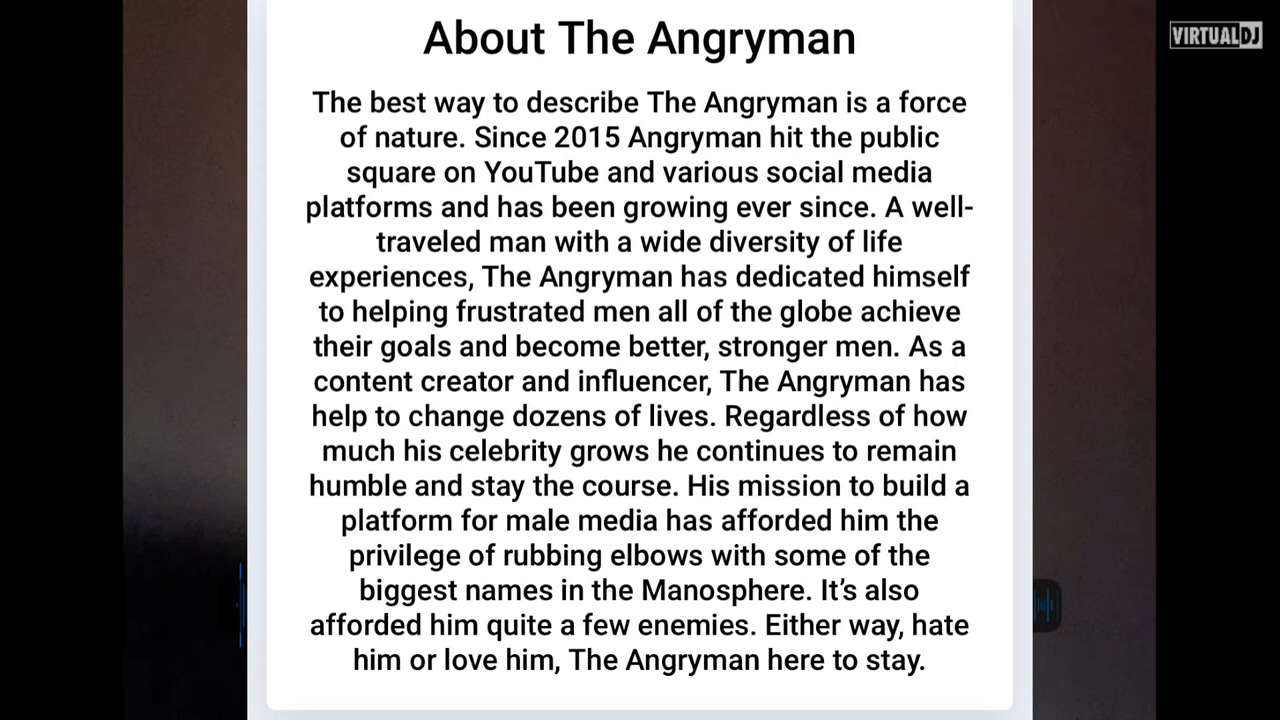 About The Angryman
VIRTUALDJ
The best way to describe The Angryman is a force
of nature. Since 2015 Angryman hit the public
square on YouTube and various social media
platforms and has been growing ever since. A well-
traveled man with a wide diversity of life
experiences, The Angryman has dedicated himself
to helping frustrated men all of the globe achieve
their goals and become better, stronger men. As a
content creator and influencer, The Angryman has
help to change dozens of lives. Regardless of how
much his celebrity grows he continues to remain
humble and stay the course. His mission to build a
platform for male media has afforded him the
privilege of rubbing elbows with some of the
biggest names in the Manosphere. It’s also
afforded him quite a few enemies. Either way, hate
him or love him, The Angryman here to stay.